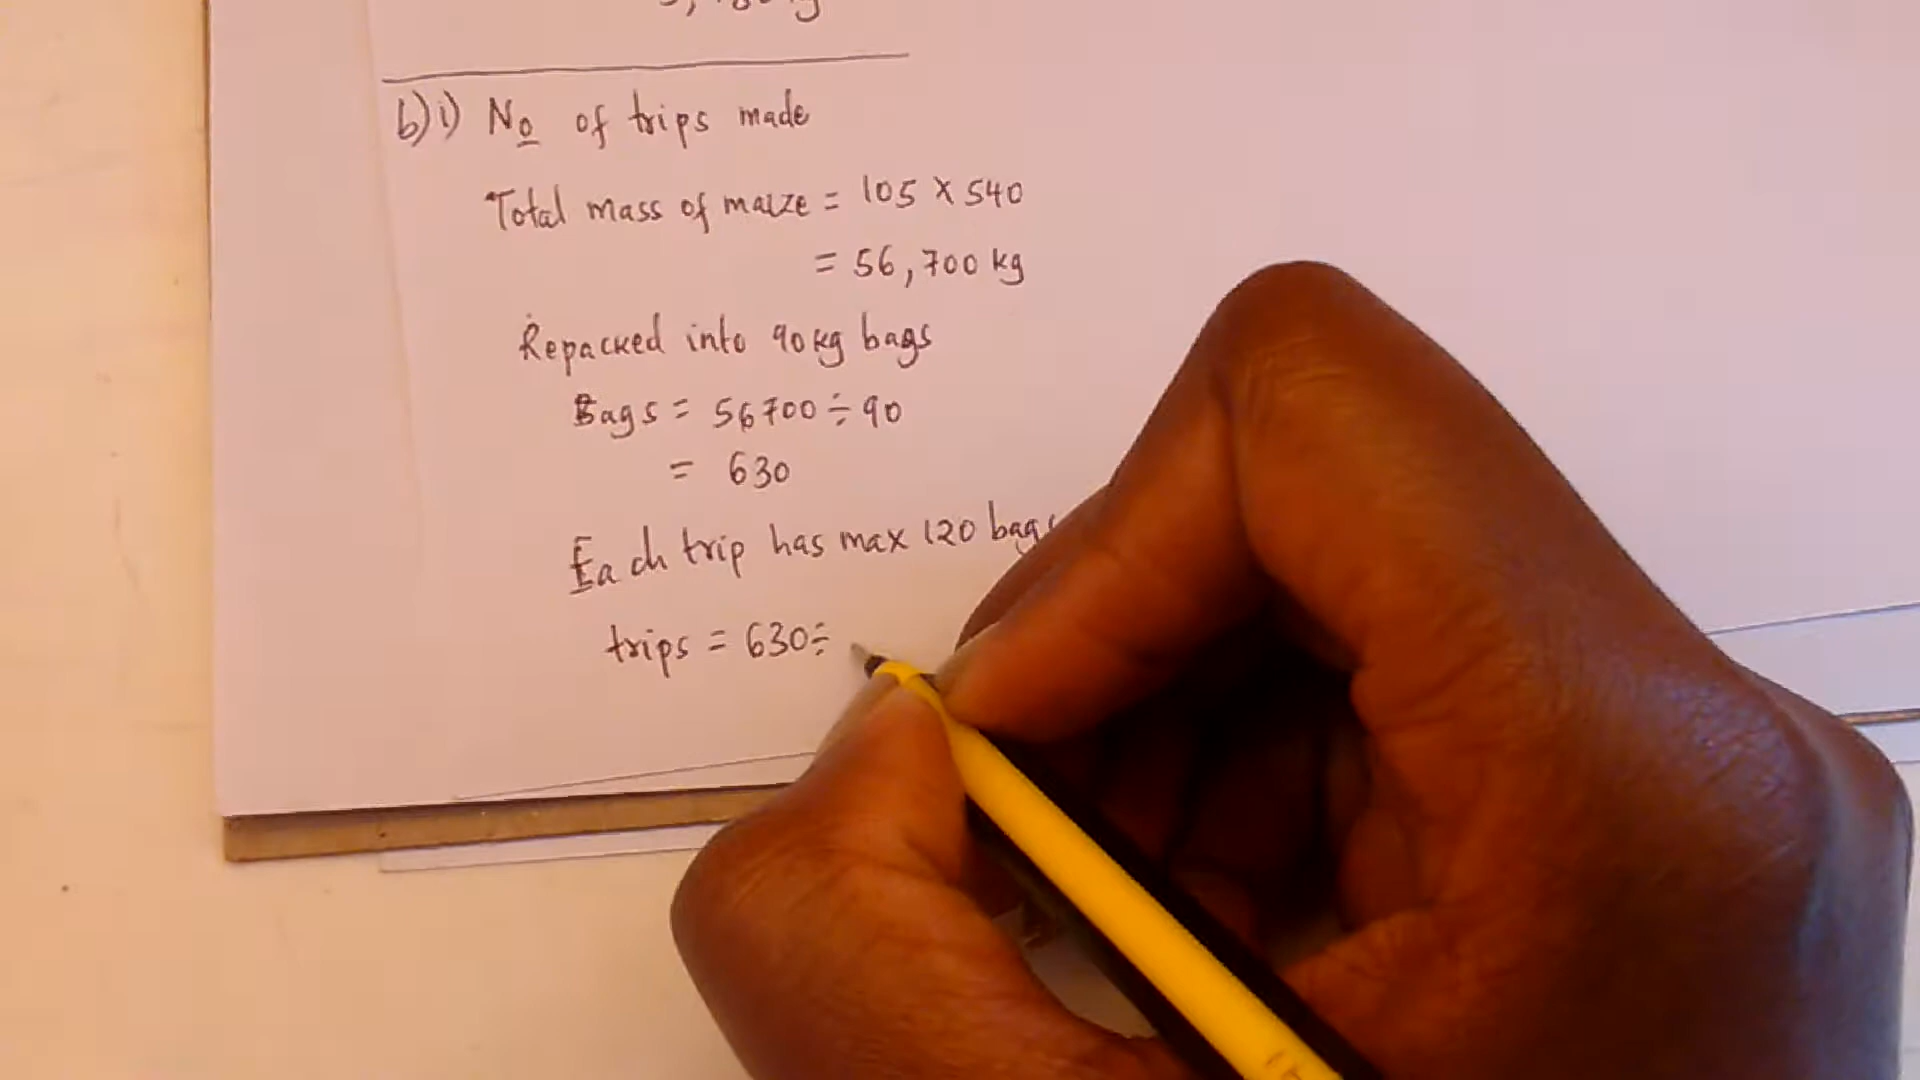 b)i) No of trips made
Total mass of maize = 105 × 540
= 56,700 kg
Repacked into 90kg bags
Bags = 56700 ÷ 90
= 630
Each trip has max 120 bags
trips = 630÷